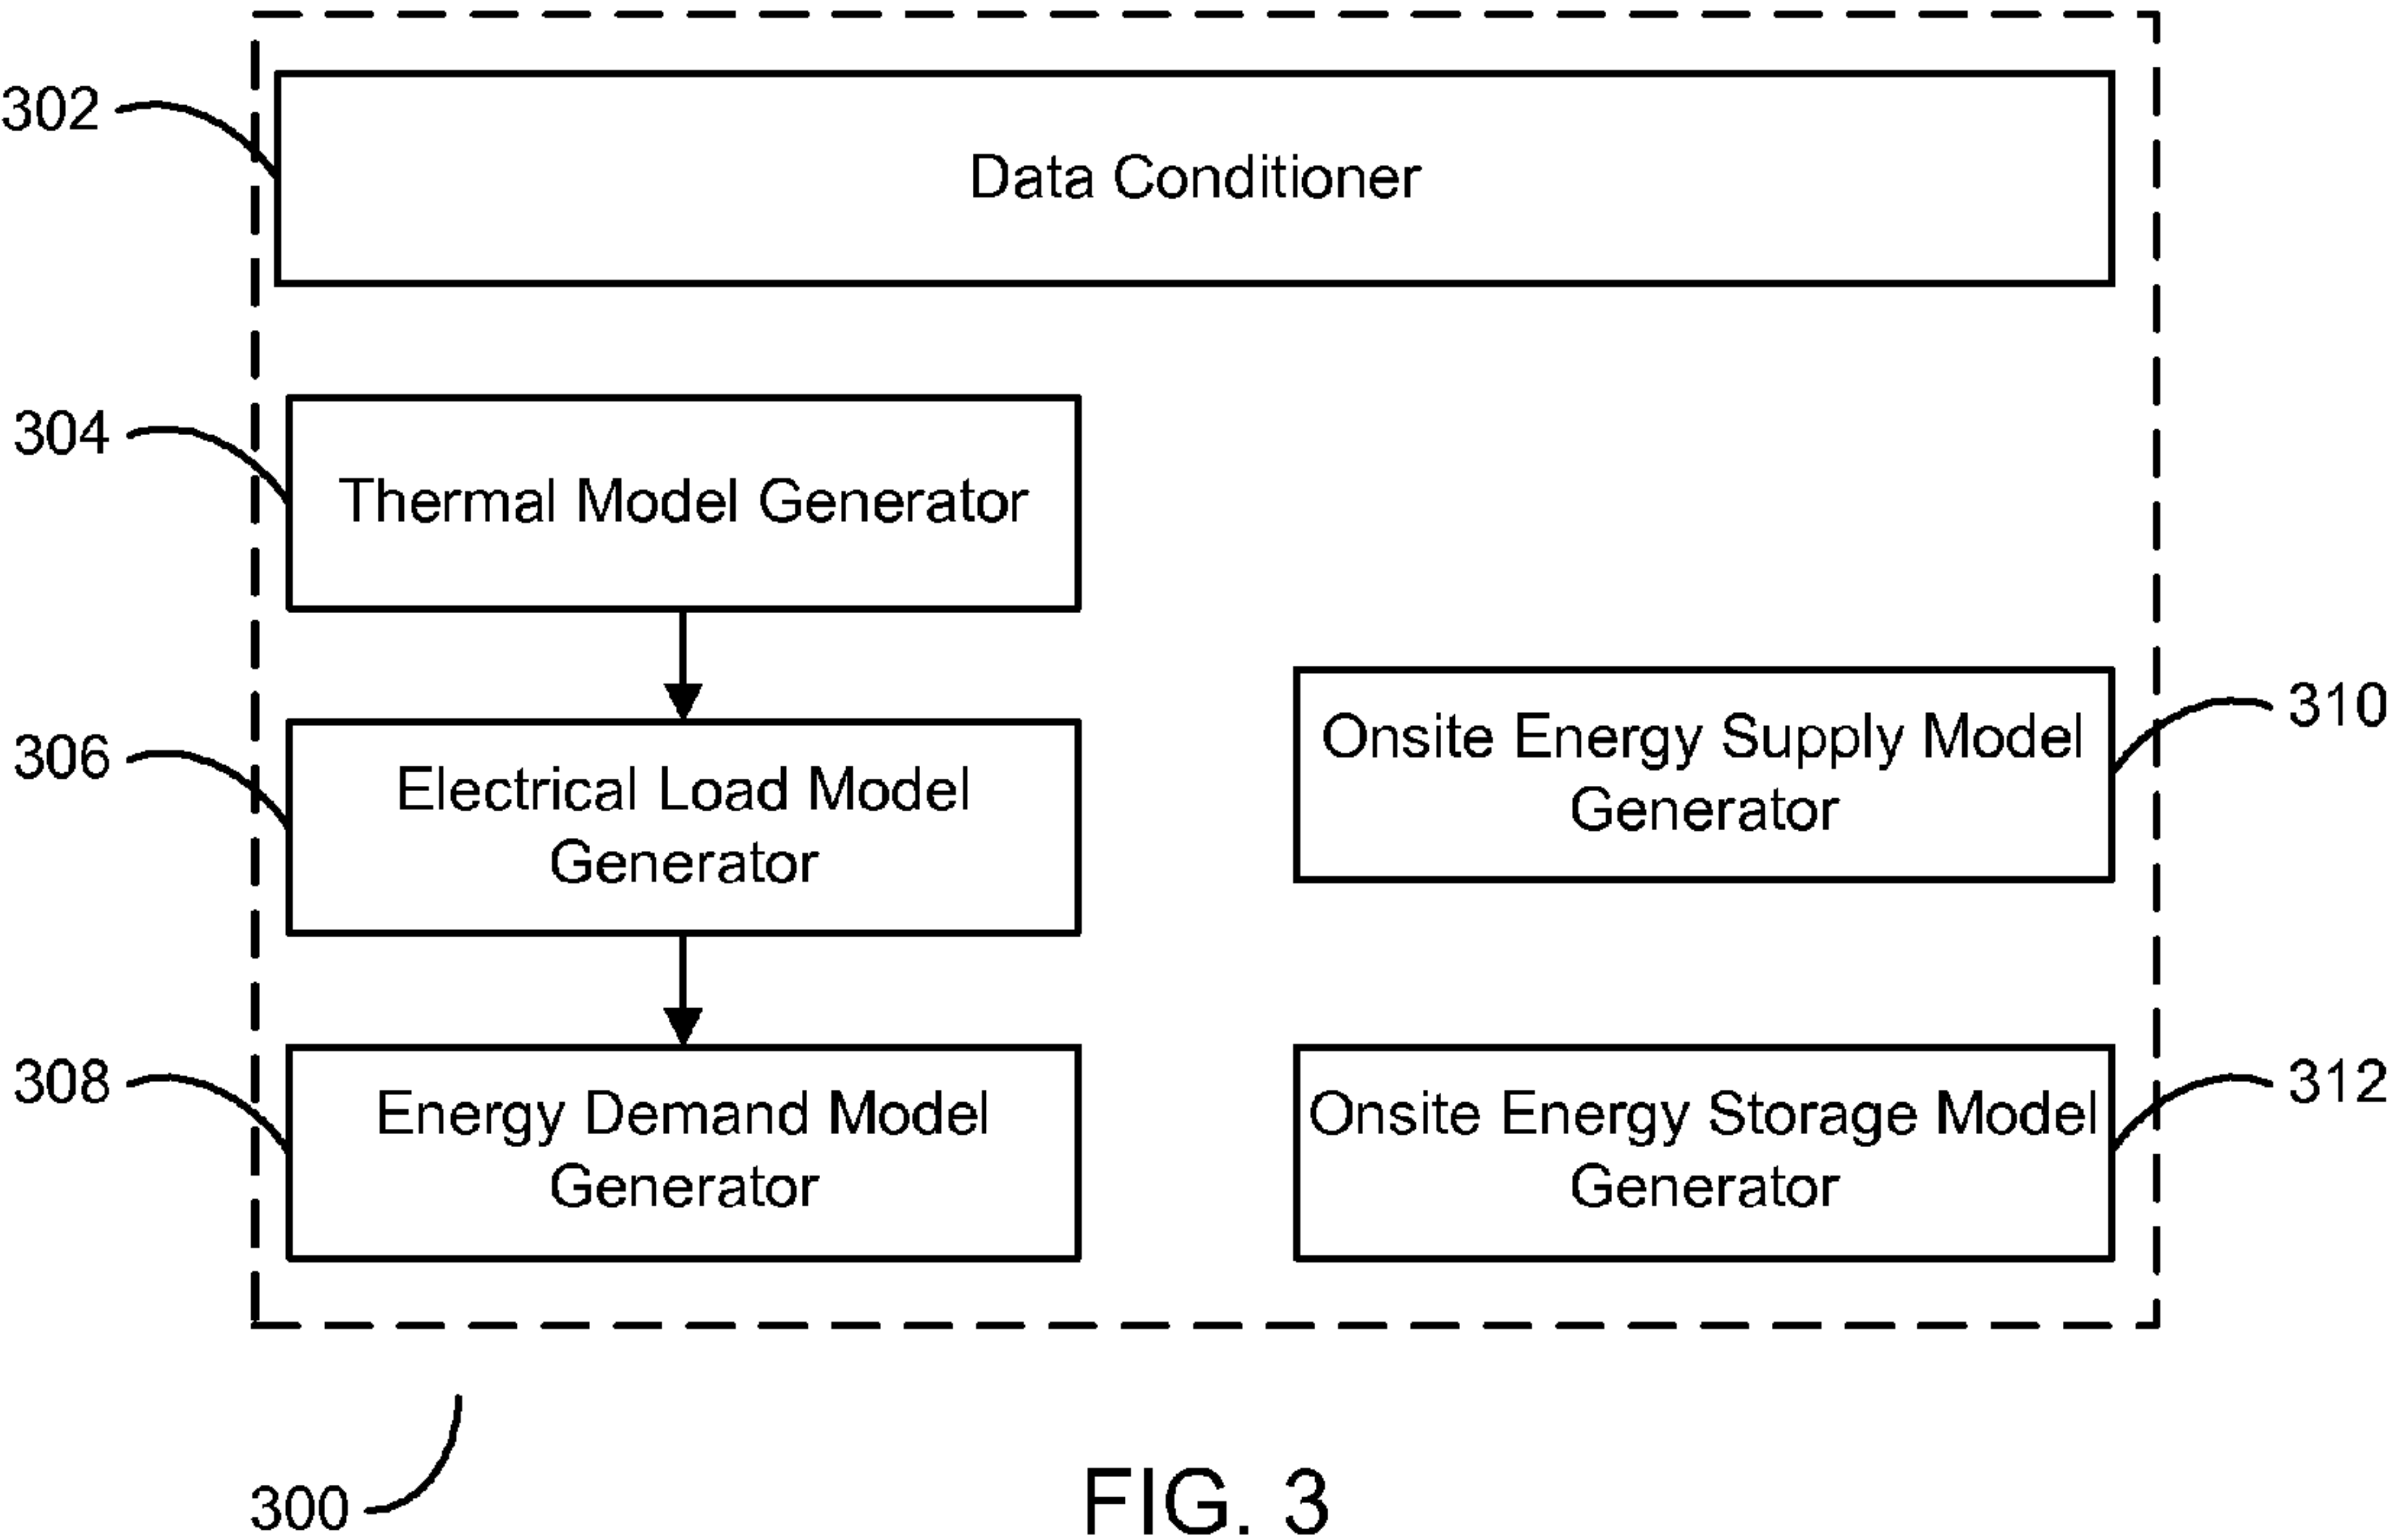 302
Data Conditioner
304
Thermal Model Generator
306
Electrical Load Model
Generator
Onsite Energy Supply Model
Generator
310
308
Energy Demand Model
Generator
Onsite Energy Storage Model
Generator
312
300
FIG. 3